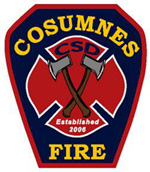 COSUMNES
CSD
Established
2006
FIRE